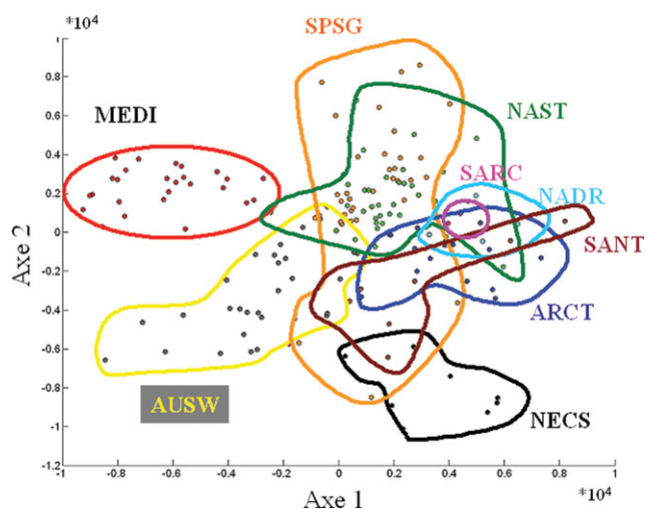 *10⁴
SPSG
MEDI
NAST
SARC
NADR
SANT
ARCT
AUSW
NECS
Axe 2
1
0.8
0.6
0.4
0.2
0
-0.2
-0.4
-0.6
-0.8
-1
-1.2
-1 -0.8 -0.6 -0.4 -0.2 0 0.2 0.4 0.6 0.8 1
Axe 1
*10⁴